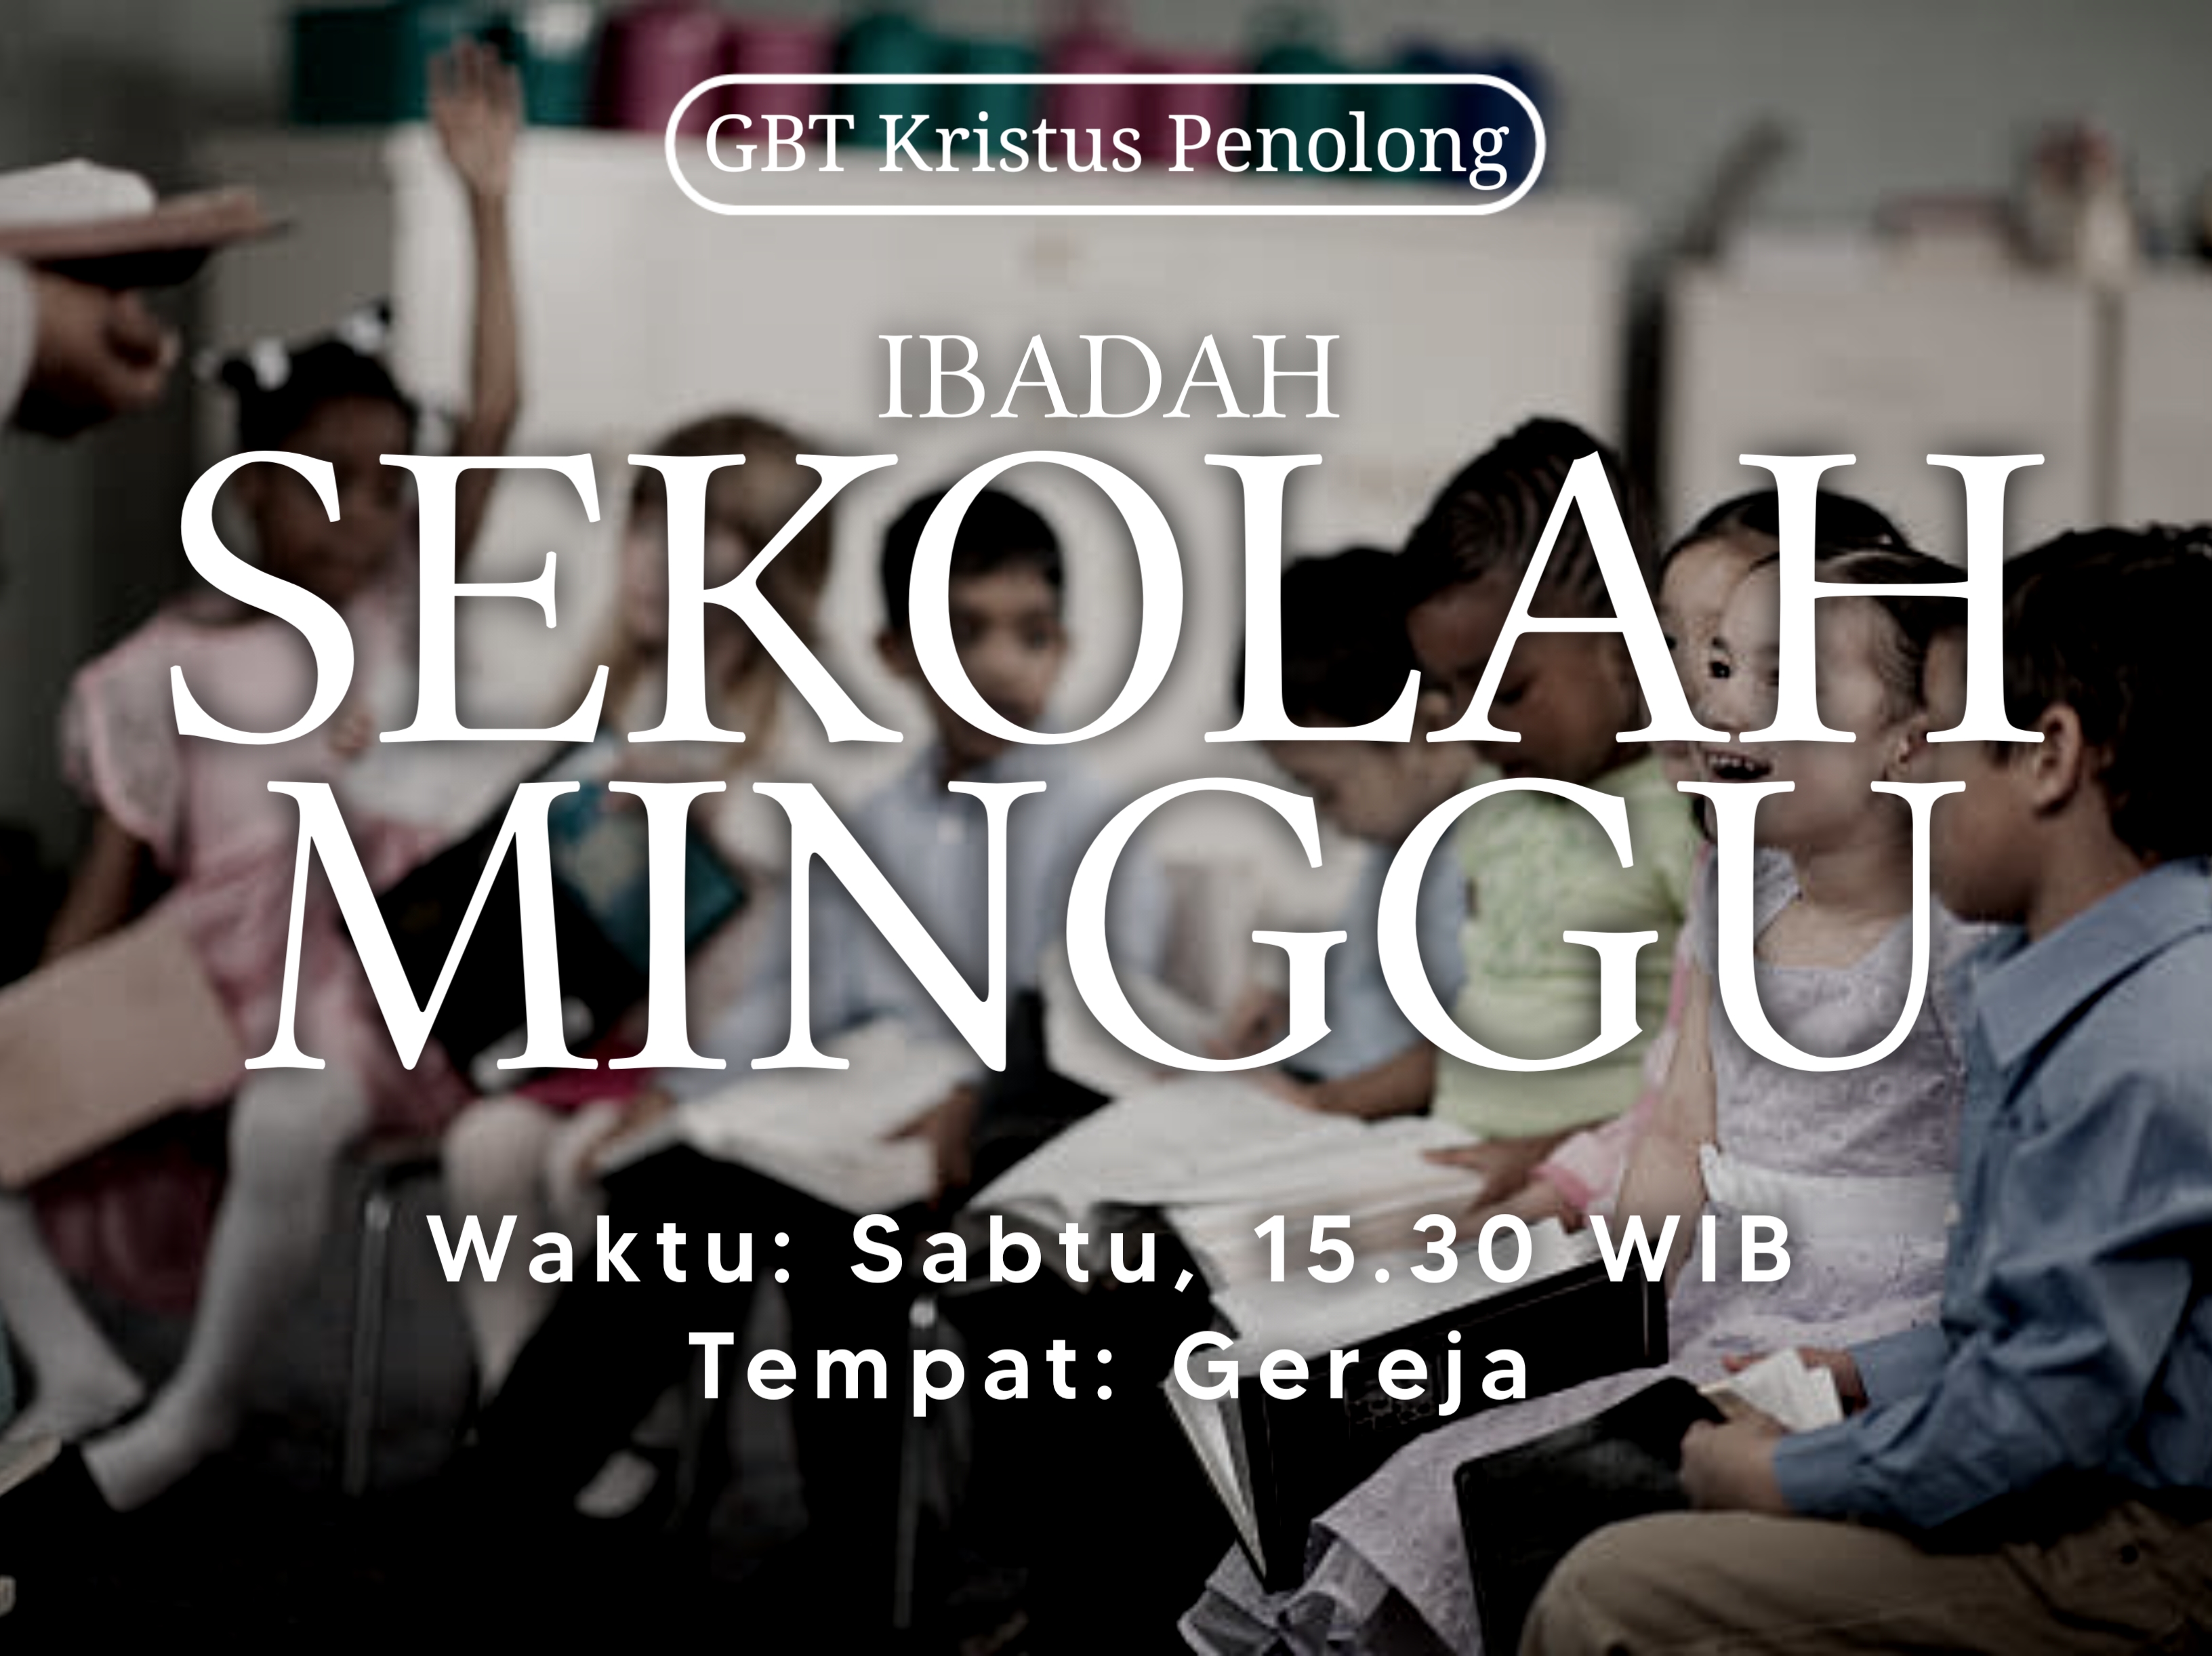 GBT Kristus Penolong
IBADAH
SEKOLAH
MINGGU
Waktu: Sabtu, 15.30 WIB
Tempat: Gereja